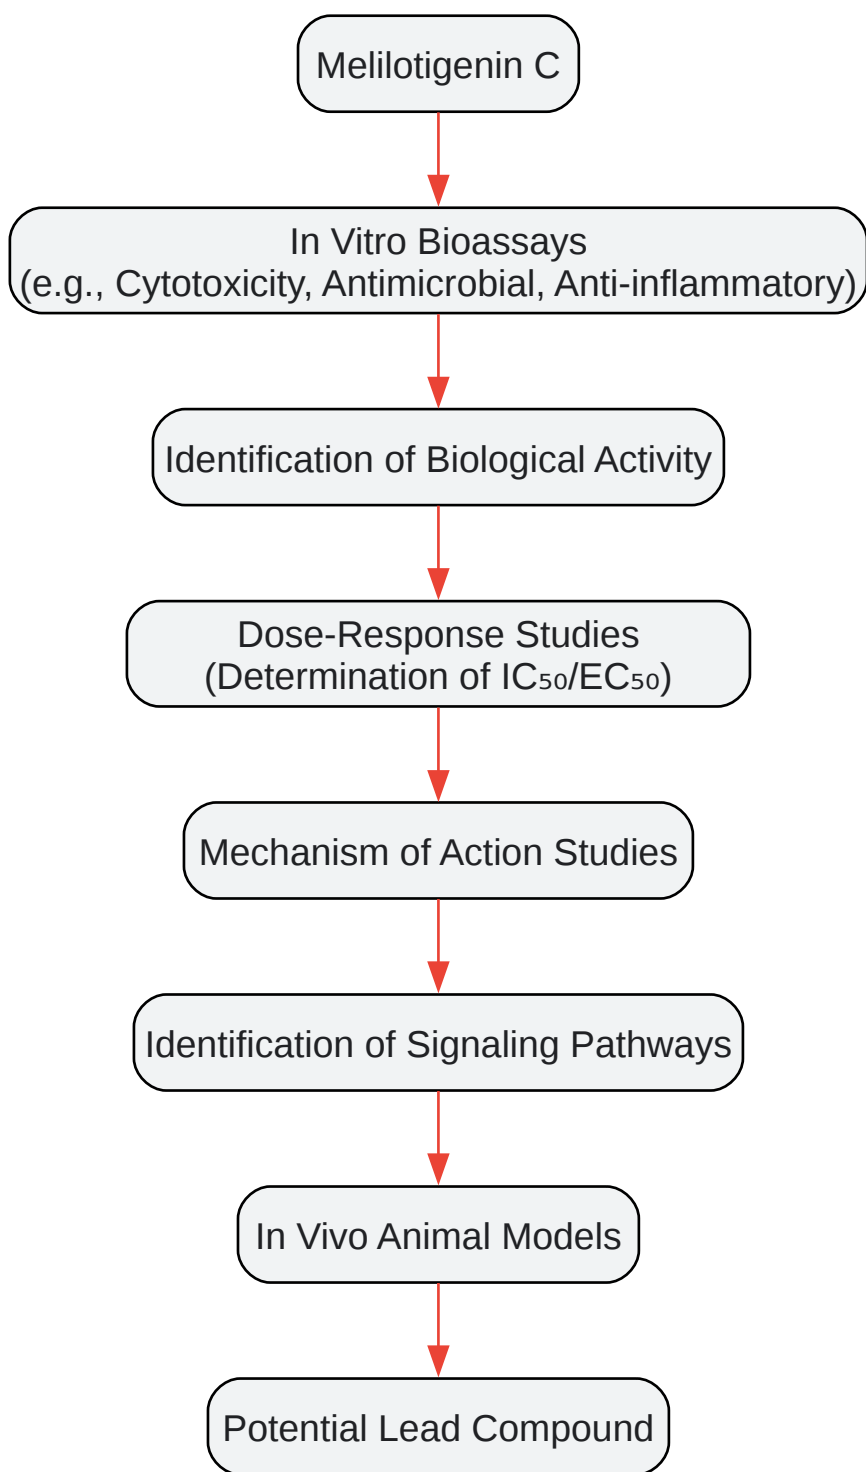 Melilotigenin C
In Vitro Bioassays
(e.g., Cytotoxicity, Antimicrobial, Anti-inflammatory)
Identification of Biological Activity
Dose-Response Studies
(Determination of IC₅₀/EC₅₀)
Mechanism of Action Studies
Identification of Signaling Pathways
In Vivo Animal Models
Potential Lead Compound